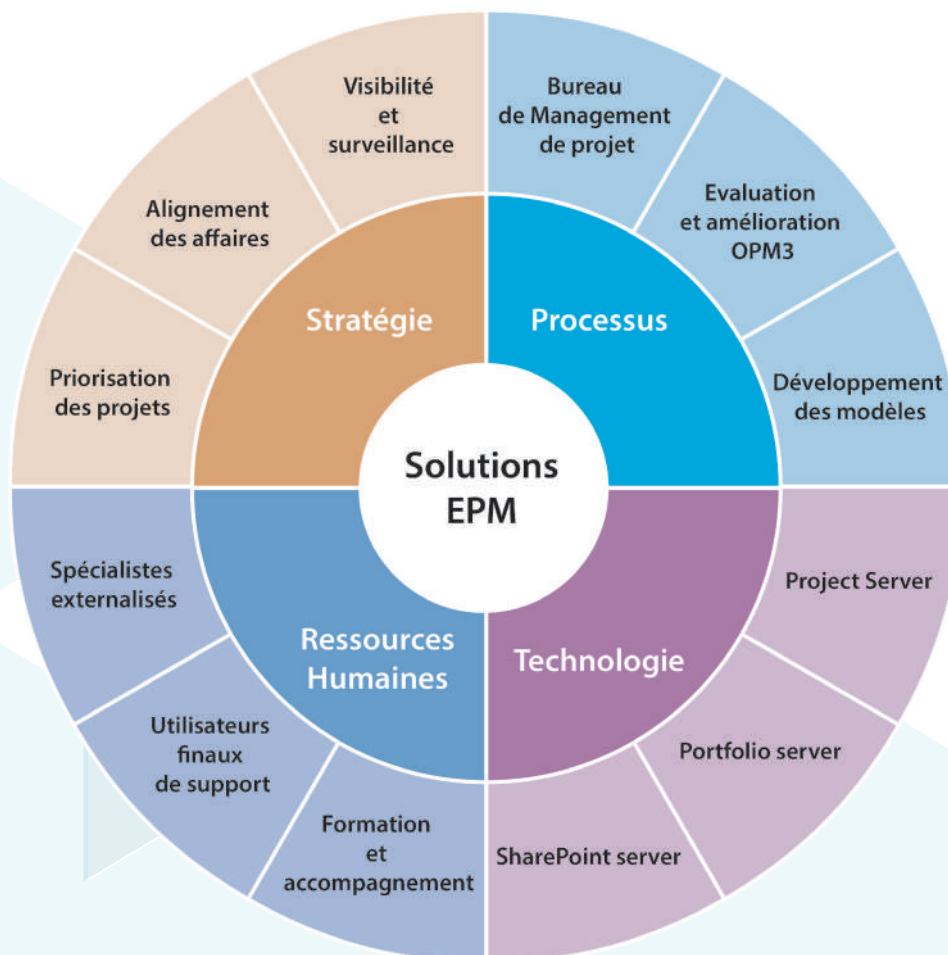 Visibilité
et
surveillance
Bureau
de Management
de projet
Alignement
des affaires
Evaluation
et amélioration
OPM3
Priorisation
des projets
Développement
des modèles
Stratégie
Processus
Solutions
EPM
Ressources
Humaines
Technologie
Spécialistes
externalisés
Project Server
Utilisateurs
finaux
de support
Portfolio server
Formation
et
accompagnement
SharePoint server